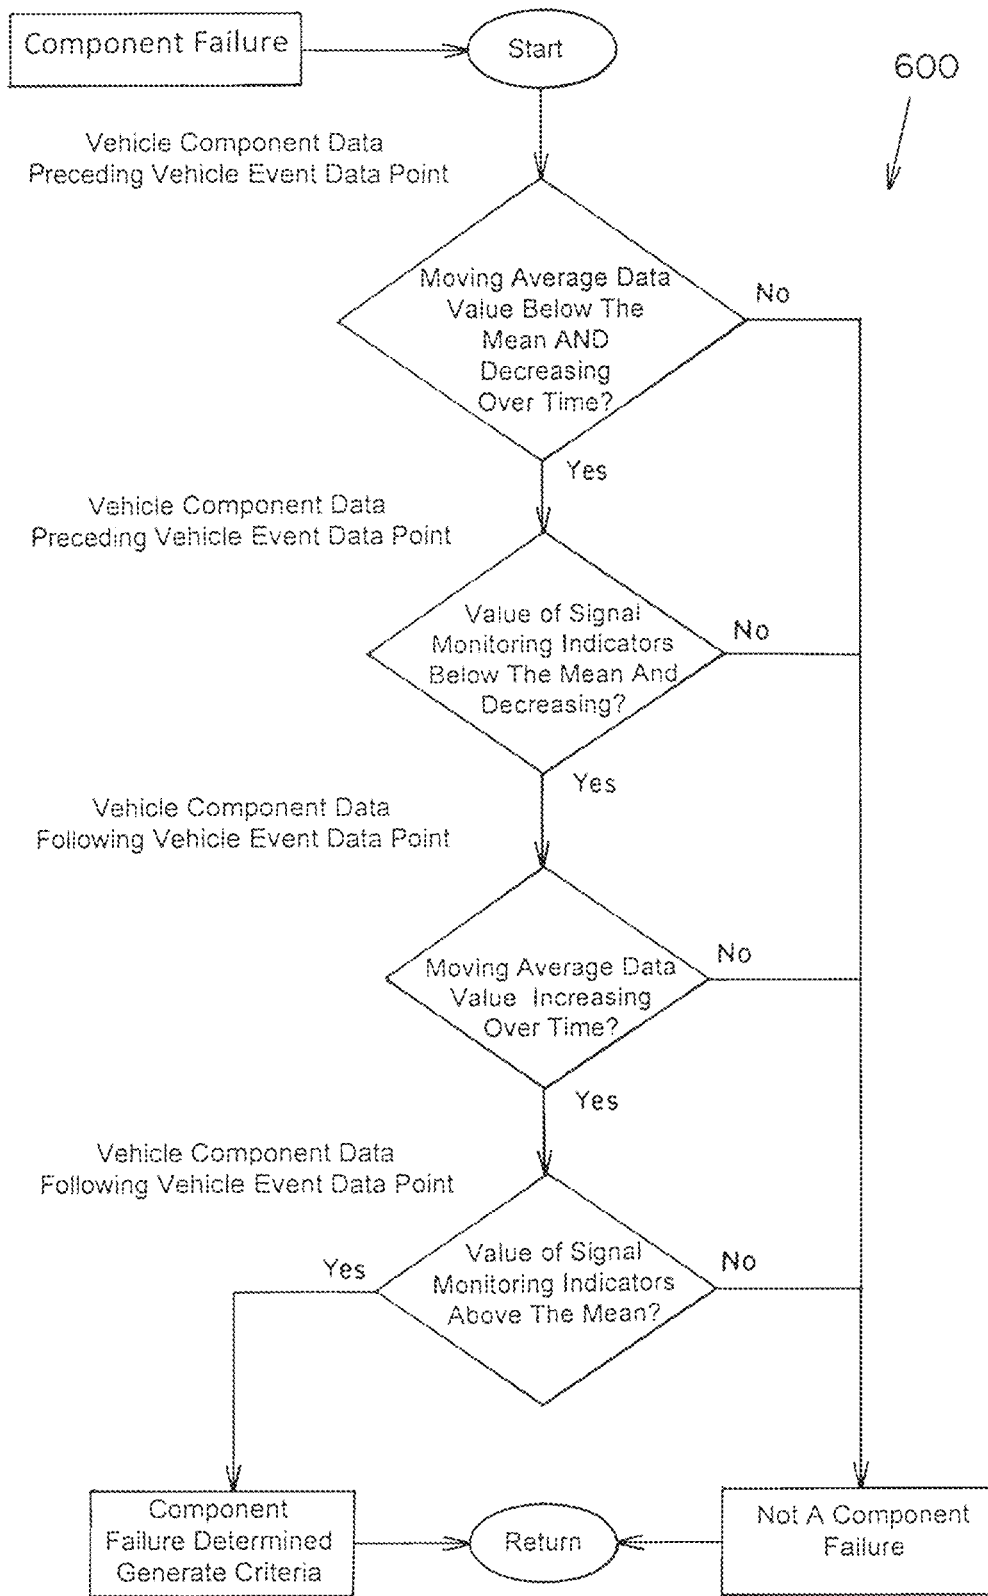 Component Failure
Start
600
Vehicle Component Data
Preceding Vehicle Event Data Point
Moving Average Data
Value Below The
Mean AND
Decreasing
Over Time?
No
Yes
Vehicle Component Data
Preceding Vehicle Event Data Point
Value of Signal
Monitoring Indicators
Below The Mean And
Decreasing?
No
Yes
Vehicle Component Data
Following Vehicle Event Data Point
Moving Average Data
Value Increasing
Over Time?
No
Yes
Vehicle Component Data
Following Vehicle Event Data Point
Value of Signal
Monitoring Indicators
Above The Mean?
Yes
No
Component
Failure Determined
Generate Criteria
Return
Not A Component
Failure